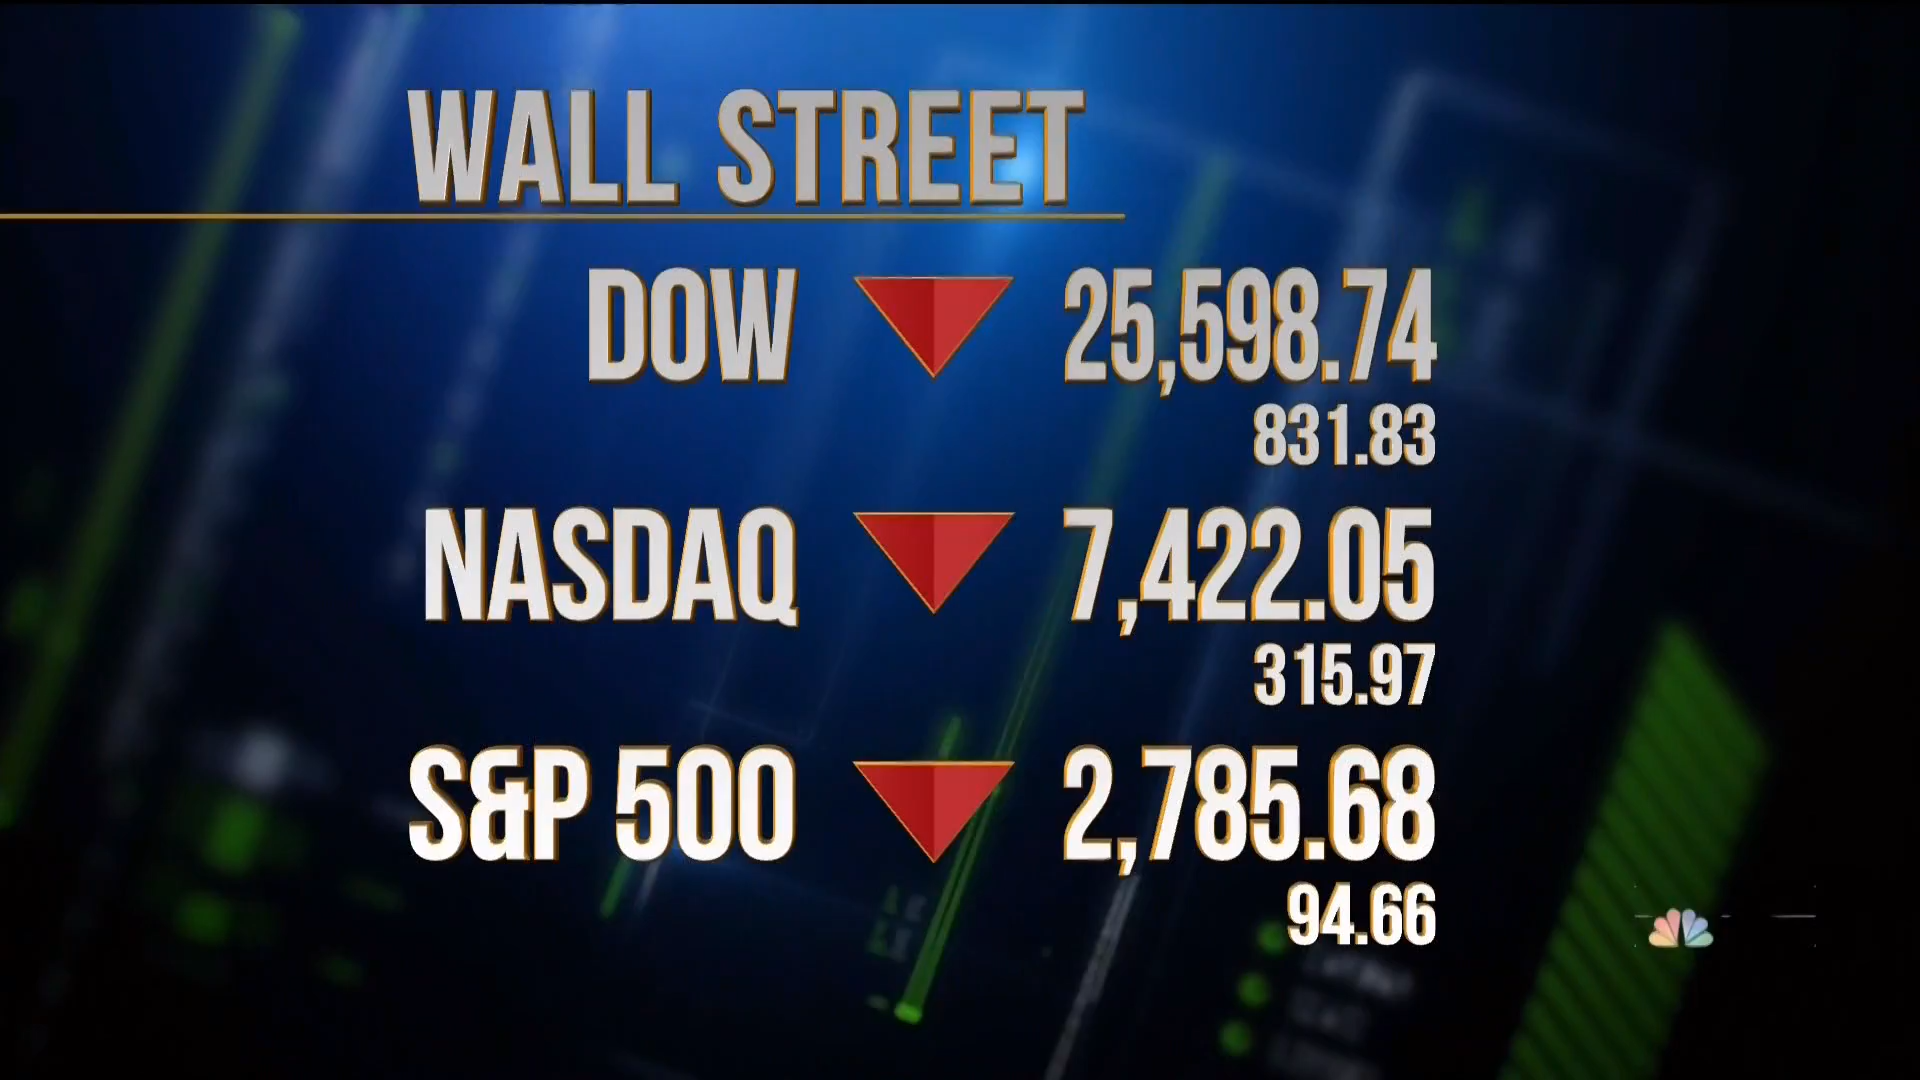 WALL STREET
DOW 25,598.74
831.83
NASDAQ 7,422.05
315.97
S&P 500 2,785.68
94.66